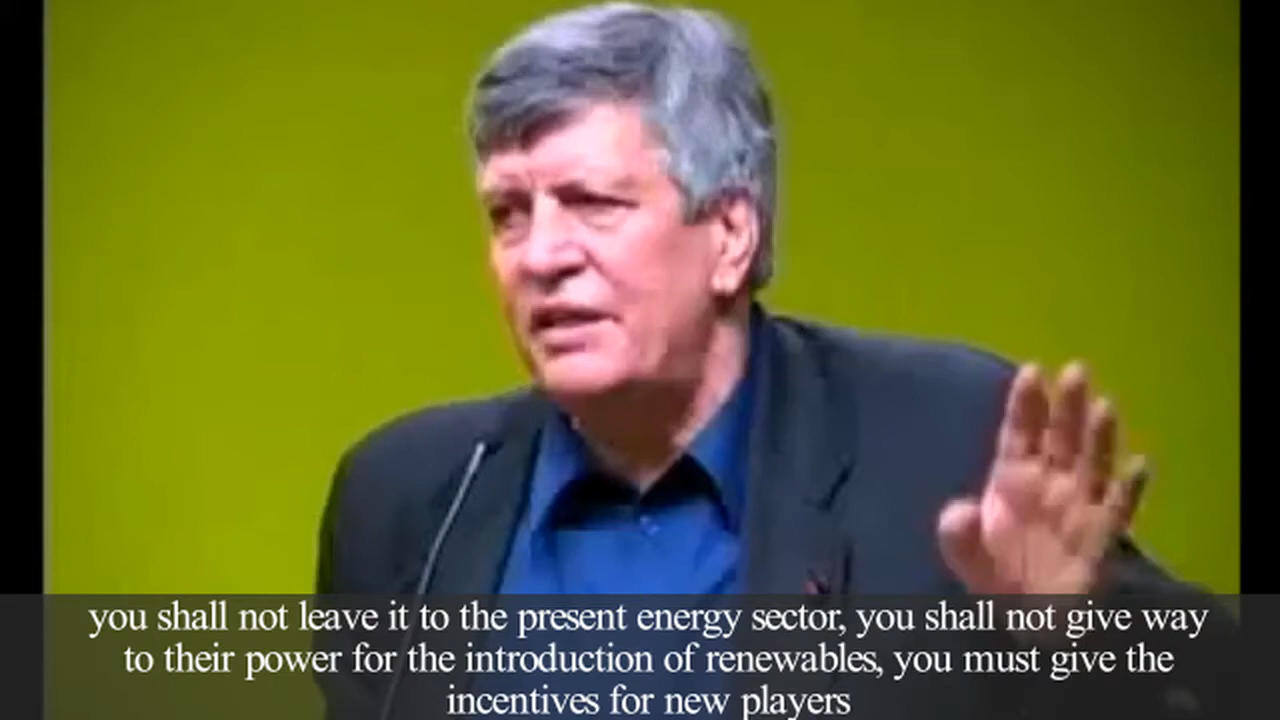 you shall not leave it to the present energy sector, you shall not give way
to their power for the introduction of renewables, you must give the
incentives for new players